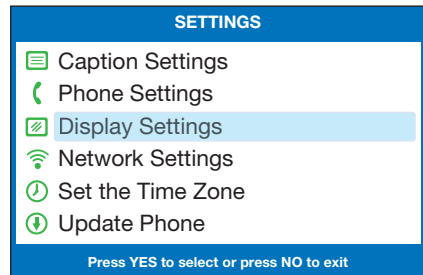 SETTINGS
Caption Settings
Phone Settings
Display Settings
Network Settings
Set the Time Zone
Update Phone
Press YES to select or press NO to exit